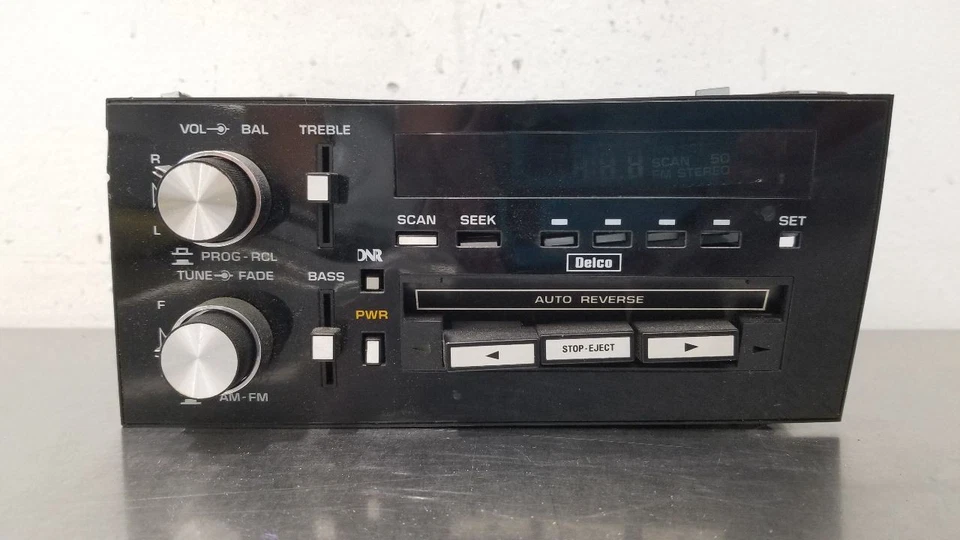 VOL BAL
TREBLE
R
L
PROG-RCL
TUNE FADE
F
AM-FM
BASS
DNR
PWR
SCAN 50
FM STEREO
SCAN
SEEK
SET
Delco
AUTO REVERSE
STOP-EJECT